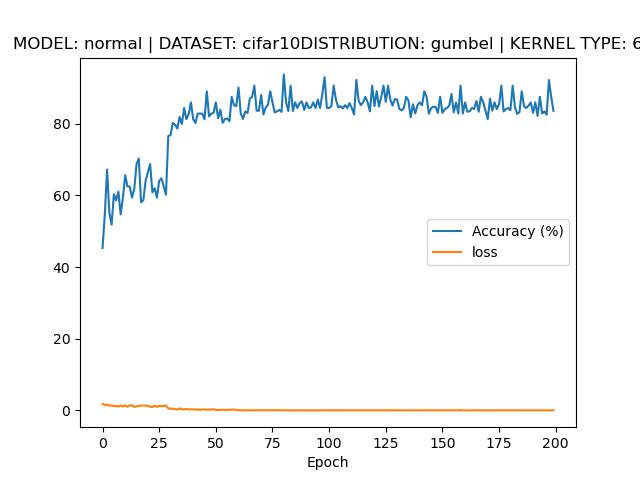 MODEL: normal | DATASET: cifar10DISTRIBUTION: gumbel | KERNEL TYPE: 6
80
60
40
20
0
Accuracy (%)
loss
0 25 50 75 100 125 150 175 200
Epoch